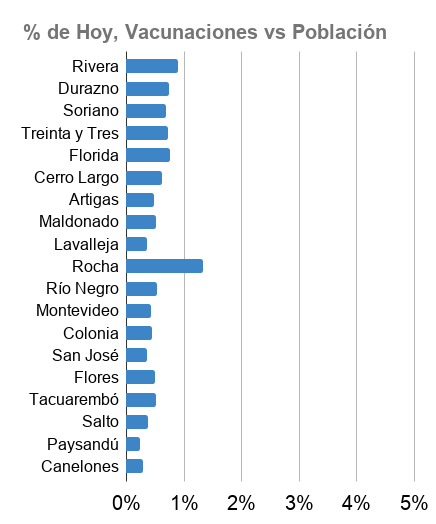 % de Hoy, Vacunaciones vs Población
Rivera
Durazno
Soriano
Treinta y Tres
Florida
Cerro Largo
Artigas
Maldonado
Lavalleja
Rocha
Río Negro
Montevideo
Colonia
San José
Flores
Tacuarembó
Salto
Paysandú
Canelones
0% 1% 2% 3% 4% 5%